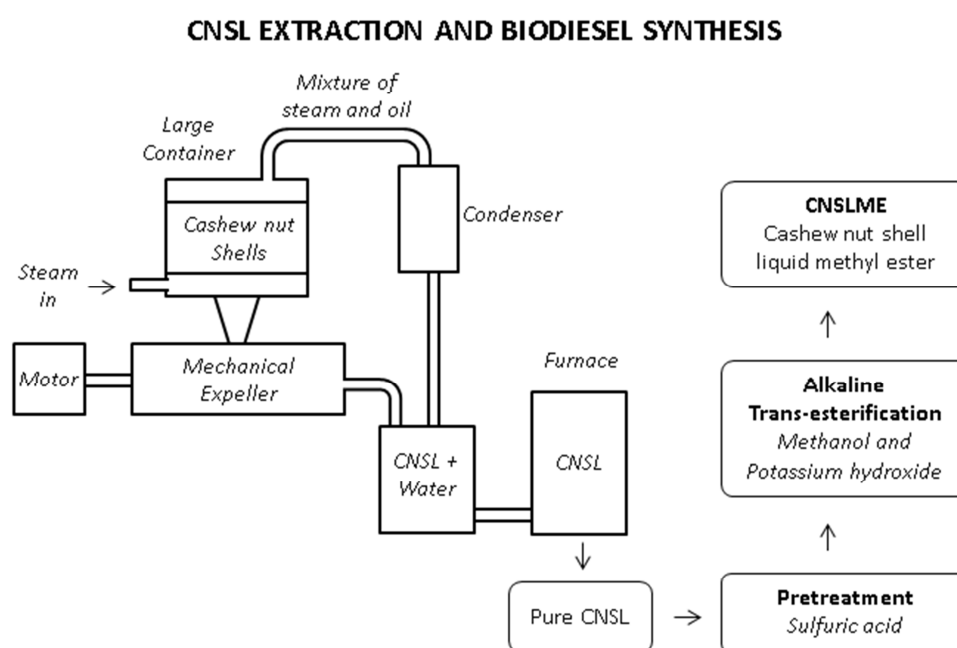 CNSL EXTRACTION AND BIODIESEL SYNTHESIS
Mixture of
steam and oil
Large
Container
Cashew nut
Shells
Condenser
Steam
in
Motor
Mechanical
Expeller
CNSL +
Water
Furnace
CNSL
Pure CNSL
Pretreatment
Sulfuric acid
Alkaline
Trans-esterification
Methanol and
Potassium hydroxide
CNSLME
Cashew nut shell
liquid methyl ester